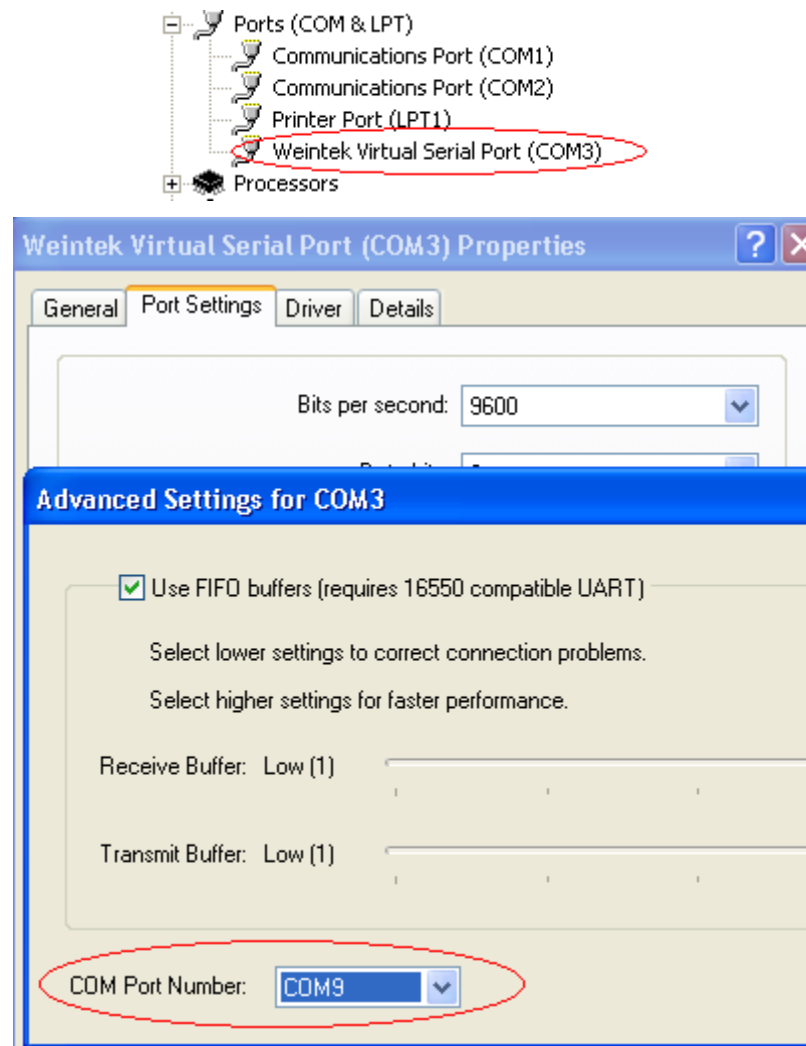 Ports (COM & LPT)
Communications Port (COM1)
Communications Port (COM2)
Printer Port (LPT1)
Weintek Virtual Serial Port (COM3)
Processors
Weintek Virtual Serial Port (COM3) Properties
General Port Settings Driver Details
Bits per second: 9600
Advanced Settings for COM3
Use FIFO buffers (requires 16550 compatible UART)
Select lower settings to correct connection problems.
Select higher settings for faster performance.
Receive Buffer: Low (1)
Transmit Buffer: Low (1)
COM Port Number: COM9